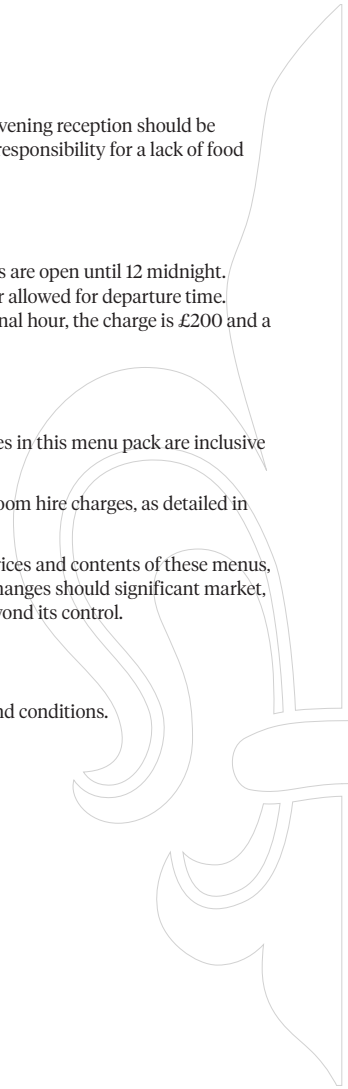 vening reception should be
responsibility for a lack of food
s are open until 12 midnight.
r allowed for departure time.
nal hour, the charge is £200 and a
es in this menu pack are inclusive
oom hire charges, as detailed in
rices and contents of these menus,
hanges should significant market,
yond its control.
nd conditions.